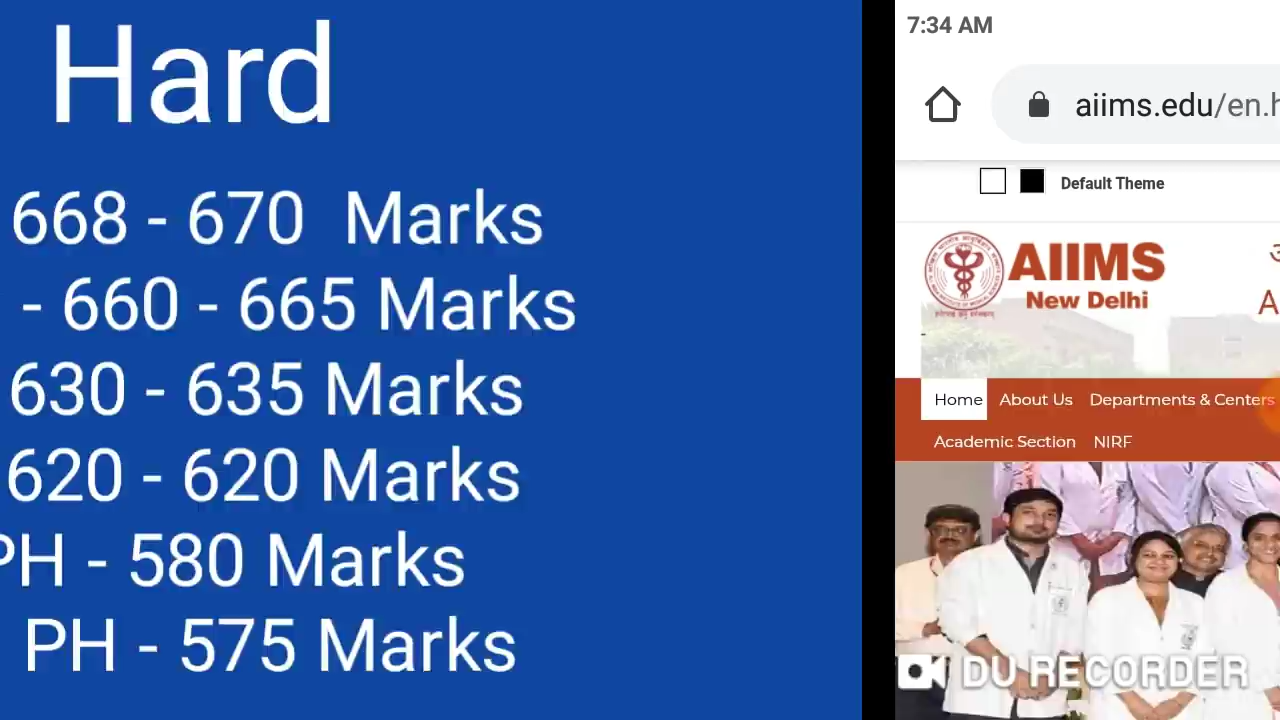 Hard
668 - 670 Marks
- 660 - 665 Marks
630 - 635 Marks
620 - 620 Marks
PH - 580 Marks
PH - 575 Marks
7:34 AM
aiims.edu/en.h
Default Theme
AIIMS
New Delhi
A
Home About Us Departments & Centers
Academic Section NIRF
DU RECORDER